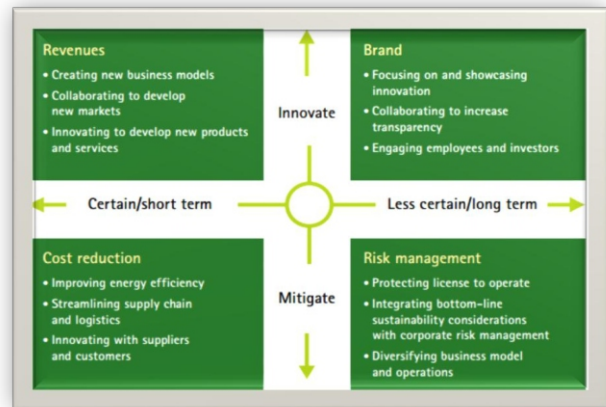 Revenues
• Creating new business models
• Collaborating to develop
new markets
• Innovating to develop new products
and services
Innovate
Brand
• Focusing on and showcasing
innovation
• Collaborating to increase
transparency
• Engaging employees and investors
Certain/short term
Less certain/long term
Cost reduction
• Improving energy efficiency
• Streamlining supply chain
and logistics
• Innovating with suppliers
and customers
Mitigate
Risk management
• Protecting license to operate
• Integrating bottom-line
sustainability considerations
with corporate risk management
• Diversifying business model
and operations